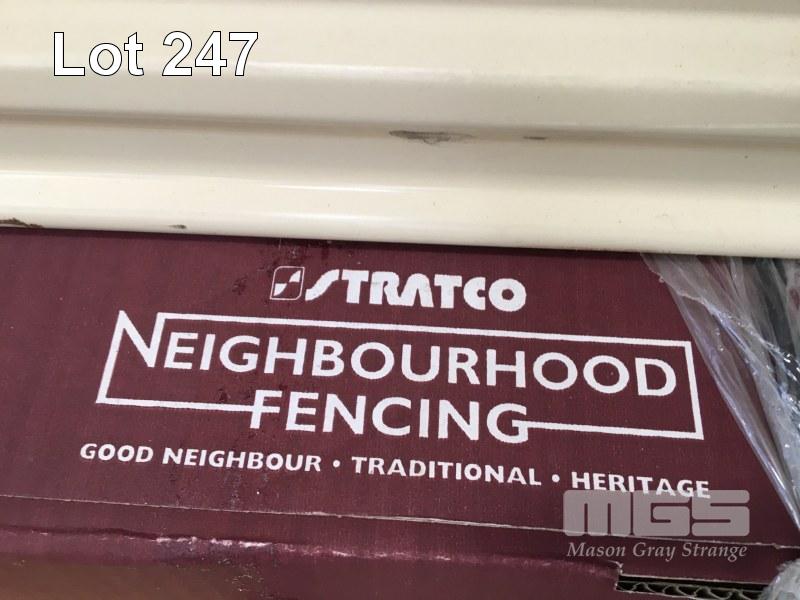 Lot 247
STRATCO
NEIGHBOURHOOD
FENCING
GOOD NEIGHBOUR • TRADITIONAL • HERITAGE
MGS
Mason Gray Strange